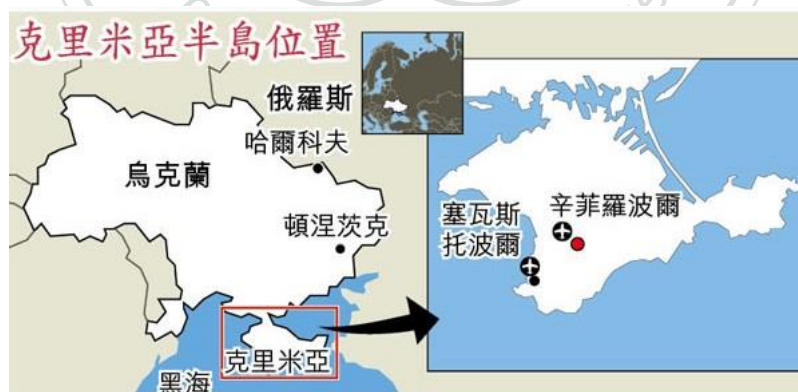 克里米亞半島位置
俄羅斯
哈爾科夫
烏克蘭
頓涅茨克
克里米亞
黑海
塞瓦斯
托波爾
辛菲羅波爾